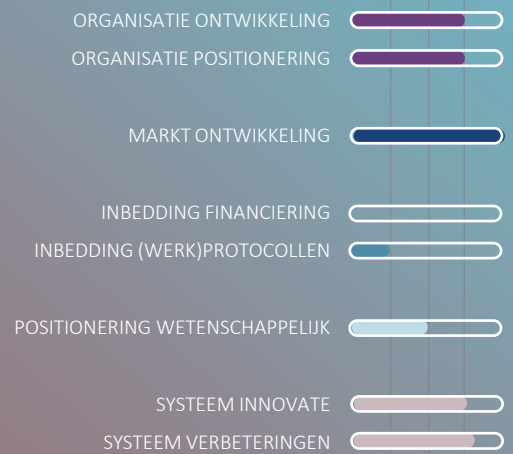 ORGANISATIE ONTWIKKELING
ORGANISATIE POSITIONERING
MARKT ONTWIKKELING
INBEDDING FINANCIERING
INBEDDING (WERK)PROTOCOLLEN
POSITIONERING WETENSCHAPPELIJK
SYSTEEM INNOVATE
SYSTEEM VERBETERINGEN